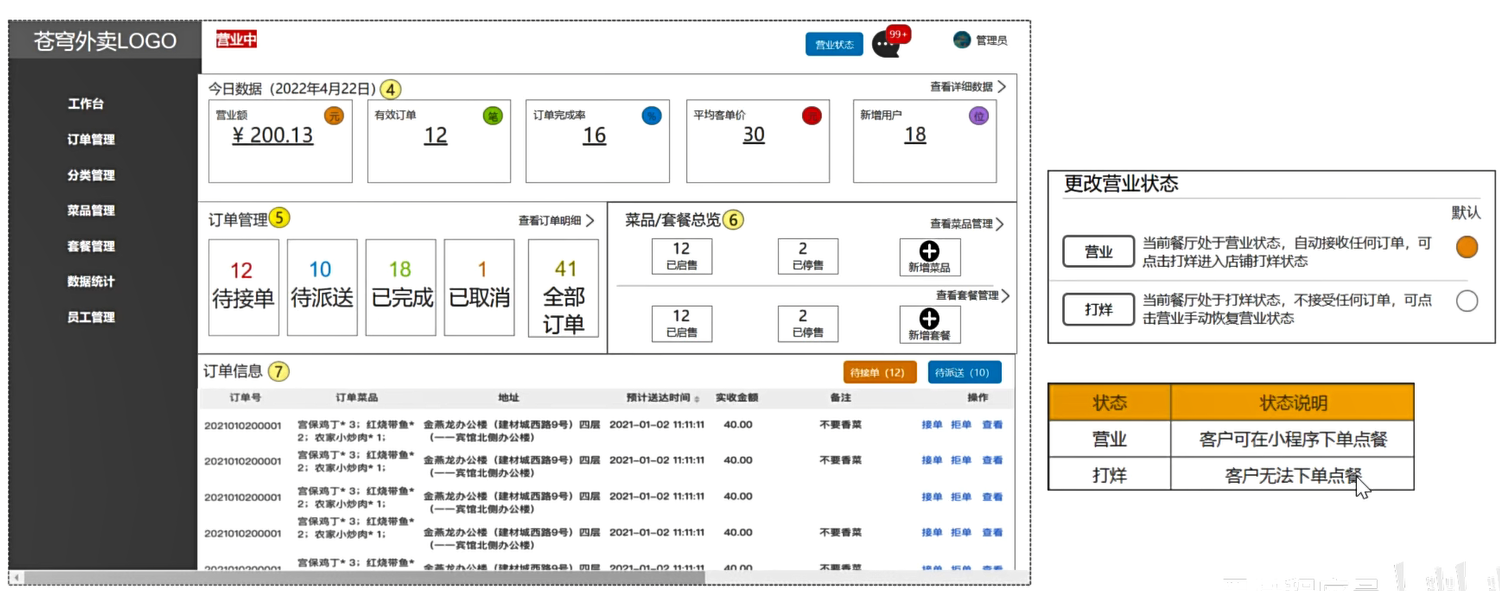 苍穹外卖LOGO
营业中
营业状态
99+
管理员
工作台
订单管理
分类管理
菜品管理
套餐管理
数据统计
员工管理
今日数据（2022年4月22日） 4
查看详细数据
营业额 元
¥ 200.13
有效订单 笔
12
订单完成率 %
16
平均客单价
30
新增用户 位
18
订单管理 5
查看订单明细
12
待接单
10
待派送
18
已完成
1
已取消
41
全部
订单
菜品/套餐总览 6
查看菜品管理
12
已启售
2
已停售
新增菜品
查看套餐管理
12
已启售
2
已停售
新增套餐
订单信息 7
待接单（12）
待派送（10）
订单号 订单菜品 地址 预计送达时间 实收金额 备注 操作
2021010200001 宫保鸡丁* 3；红烧带鱼* 2；农家小炒肉* 1； 金燕龙办公楼（建材城西路9号）四层（一一宾馆北侧办公楼） 2021-01-02 11:11:11 40.00 不要香菜 接单 拒单 查看
2021010200001 宫保鸡丁* 3；红烧带鱼* 2；农家小炒肉* 1； 金燕龙办公楼（建材城西路9号）四层（一一宾馆北侧办公楼） 2021-01-02 11:11:11 40.00 不要香菜 接单 拒单 查看
2021010200001 宫保鸡丁* 3；红烧带鱼* 2；农家小炒肉* 1； 金燕龙办公楼（建材城西路9号）四层（一一宾馆北侧办公楼） 2021-01-02 11:11:11 40.00 接单 拒单 查看
2021010200001 宫保鸡丁* 3；红烧带鱼* 2；农家小炒肉* 1； 金燕龙办公楼（建材城西路9号）四层（一一宾馆北侧办公楼） 2021-01-02 11:11:11 40.00 不要香菜 接单 拒单 查看
2021010200001 宫保鸡丁* 3；红烧带鱼* 金燕龙办公楼（建材城西路9号）四层 2021-01-02 11:11:11 40.00 不要香菜 接单 拒单 查看
更改营业状态
默认
营业
当前餐厅处于营业状态，自动接收任何订单，可
点击打烊进入店铺打烊状态
打烊
当前餐厅处于打烊状态，不接受任何订单，可点
击营业手动恢复营业状态
状态 状态说明
营业 客户可在小程序下单点餐
打烊 客户无法下单点餐